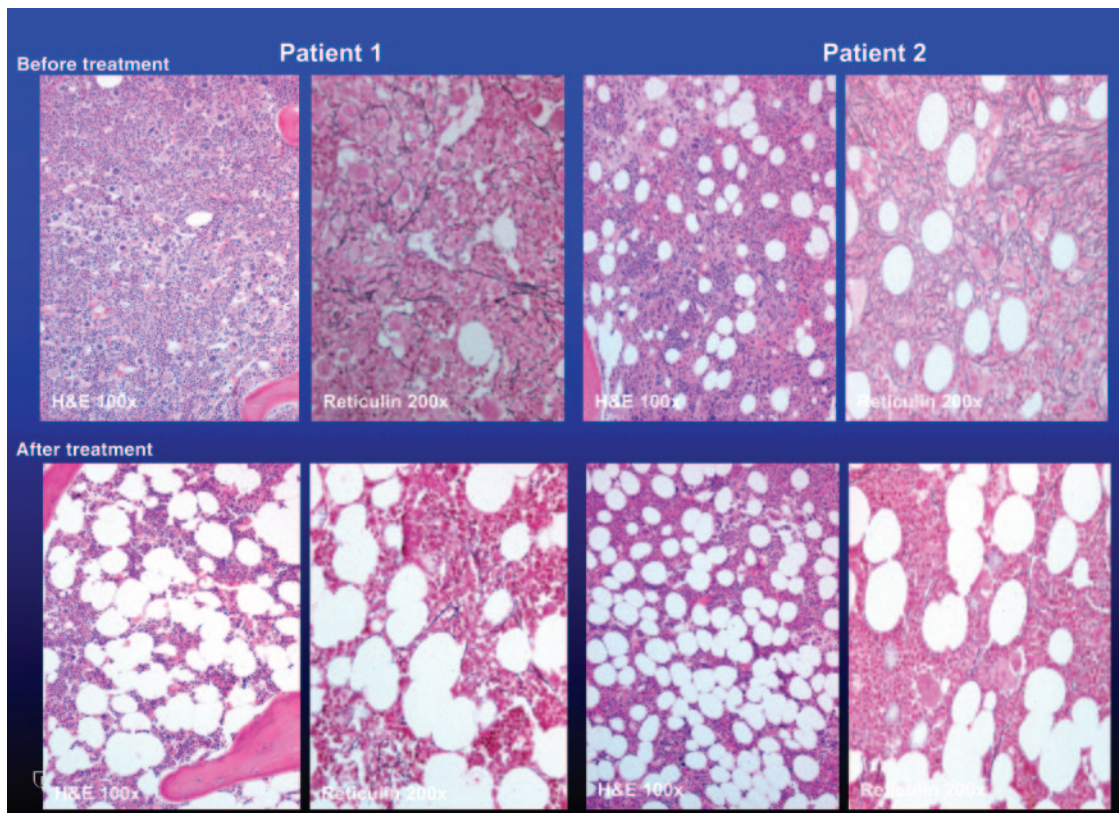 Patient 1
Patient 2
Before treatment
H&E 100x
Reticulin 200x
H&E 100x
Reticulin 200x
After treatment
H&E 100x
Reticulin 200x
H&E 100x
Reticulin 200x